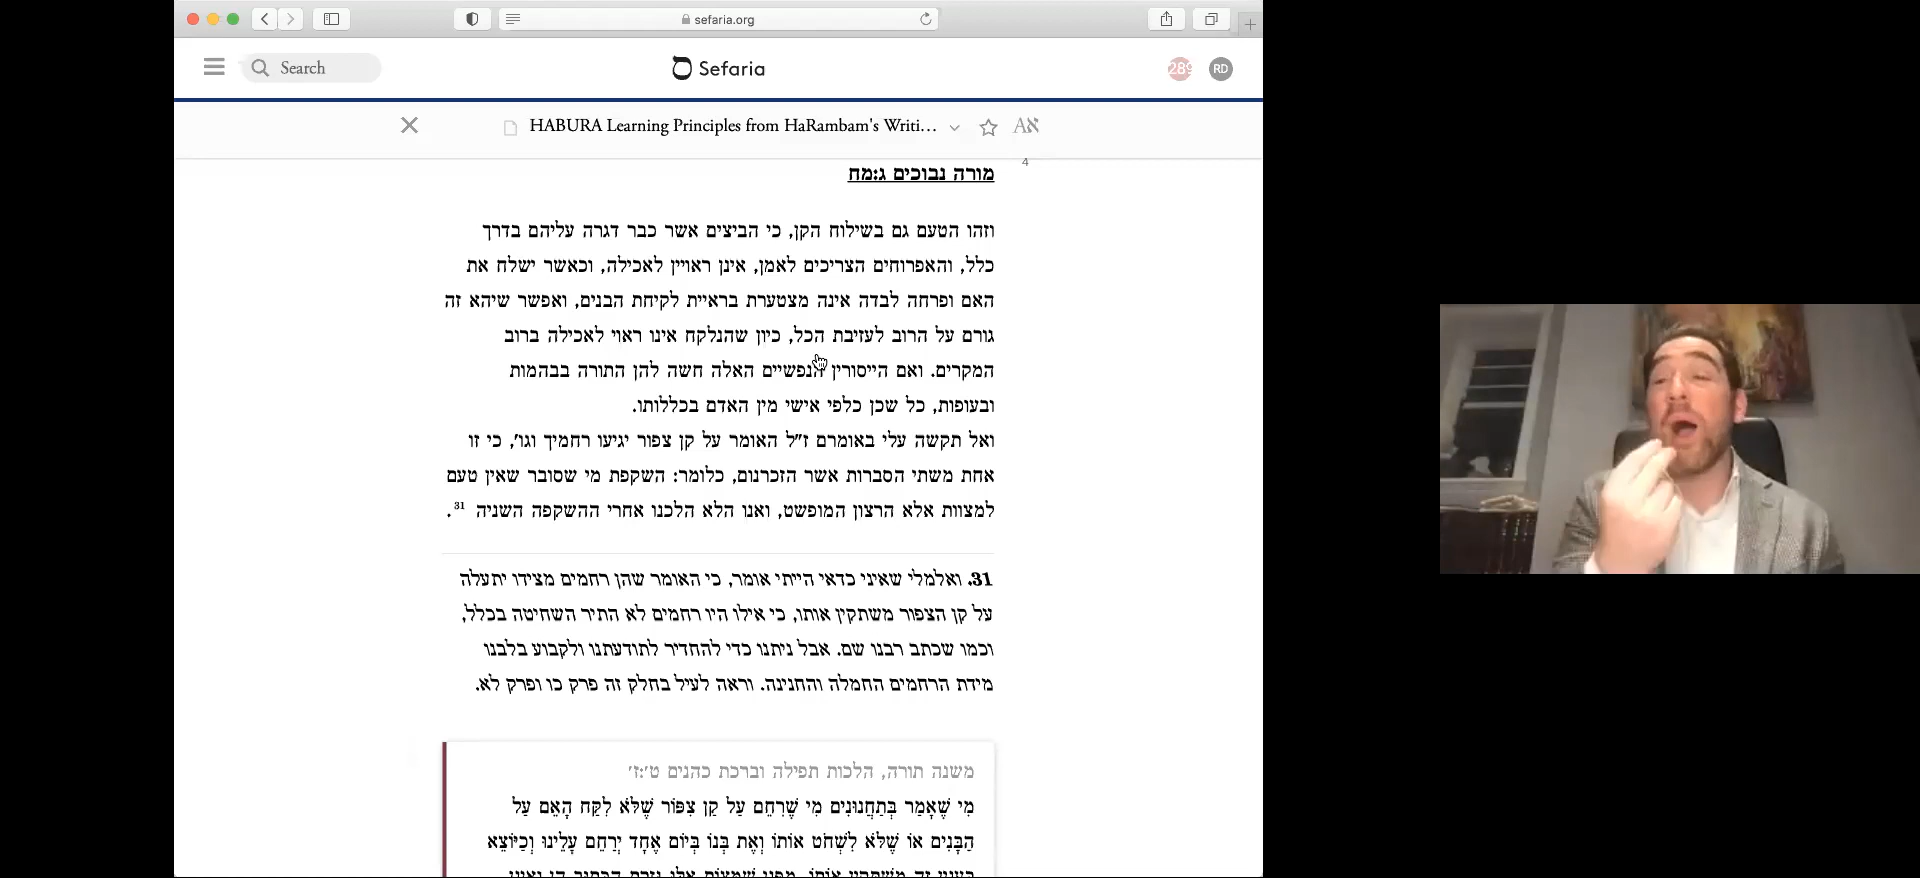 sefaria.org
Search
Sefaria
289
RD
HABURA Learning Principles from HaRambam's Writi…
Aא
4
מורה נבוכים ג:מח
וזהו הטעם גם בשילוח הקן, כי הביצים אשר כבר דגרה עליהם בדרך
כלל, והאפרוחים הצריכים לאמן, אינן ראויין לאכילה, וכאשר ישלח את
האם ופרחה לבדה אינה מצטערת בראיית לקיחת הבנים, ואפשר שיהא זה
גורם על הרוב לעזיבת הכל, כיון שהנלקח אינו ראוי לאכילה ברוב
המקרים. ואם הייסורין הנפשיים האלה חשה להן התורה בבהמות
ובעופות, כל שכן כלפי אישי מין האדם בכללותו.
ואל תקשה עלי באומרם ז"ל האומר על קן צפור יגיעו רחמיך וגו', כי זו
אחת משתי הסברות אשר הזכרנום, כלומר: השקפת מי שסובר שאין טעם
למצוות אלא הרצון המופשט, ואנו הלא הלכנו אחרי ההשקפה השניה 31.
31. ואלמלי שאיני כדאי הייתי אומר, כי האומר שהן רחמים מצידו יתעלה
על קן הצפור משתקין אותו, כי אילו היו רחמים לא התיר השחיטה בכלל,
וכמו שכתב רבנו שם. אבל ניתנו כדי להחדיר לתודעתנו ולקבוע בלבנו
מידת הרחמים החמלה והחנינה. וראה לעיל בחלק זה פרק כו ופרק לא.
משנה תורה, הלכות תפילה וברכת כהנים ט׳:ז׳
מִי שֶׁאָמַר בְּתַחֲנוּנִים מִי שֶׁרִחֵם עַל קַן צִפּוֹר שֶׁלֹּא לִקַּח הָאֵם עַל
הַבָּנִים אוֹ שֶׁלֹּא לִשְׁחֹט אוֹתוֹ וְאֶת בְּנוֹ בְּיוֹם אֶחָד יְרַחֵם עָלֵינוּ וְכַיּוֹצֵא